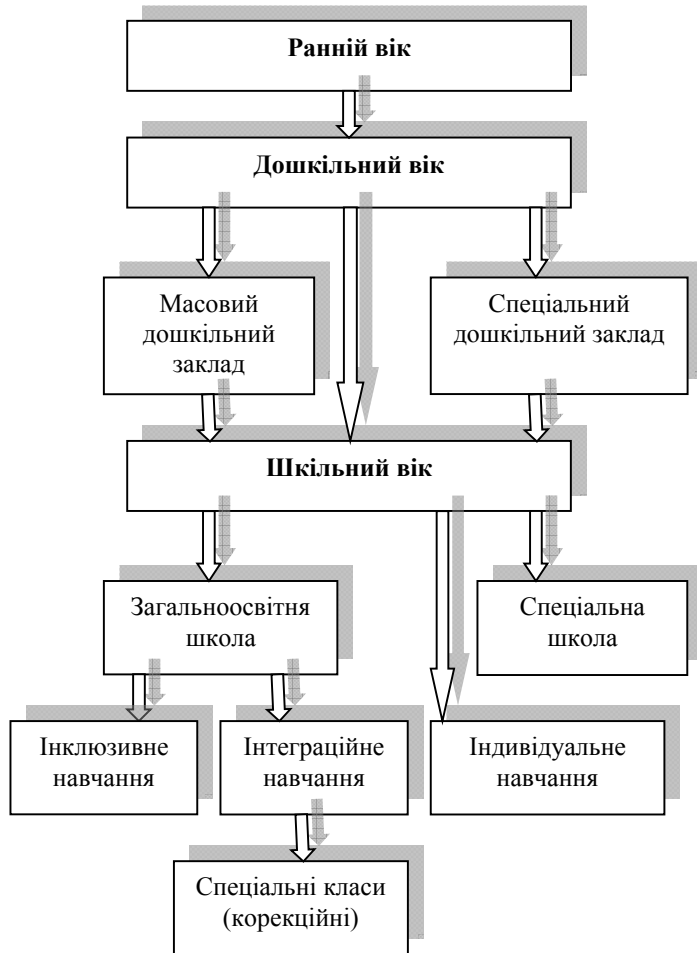 Ранній вік
Дошкільний вік
Масовий
дошкільний
заклад
Спеціальний
дошкільний заклад
Шкільний вік
Загальноосвітня
школа
Спеціальна
школа
Інклюзивне
навчання
Інтеграційне
навчання
Індивідуальне
навчання
Спеціальні класи
(корекційні)